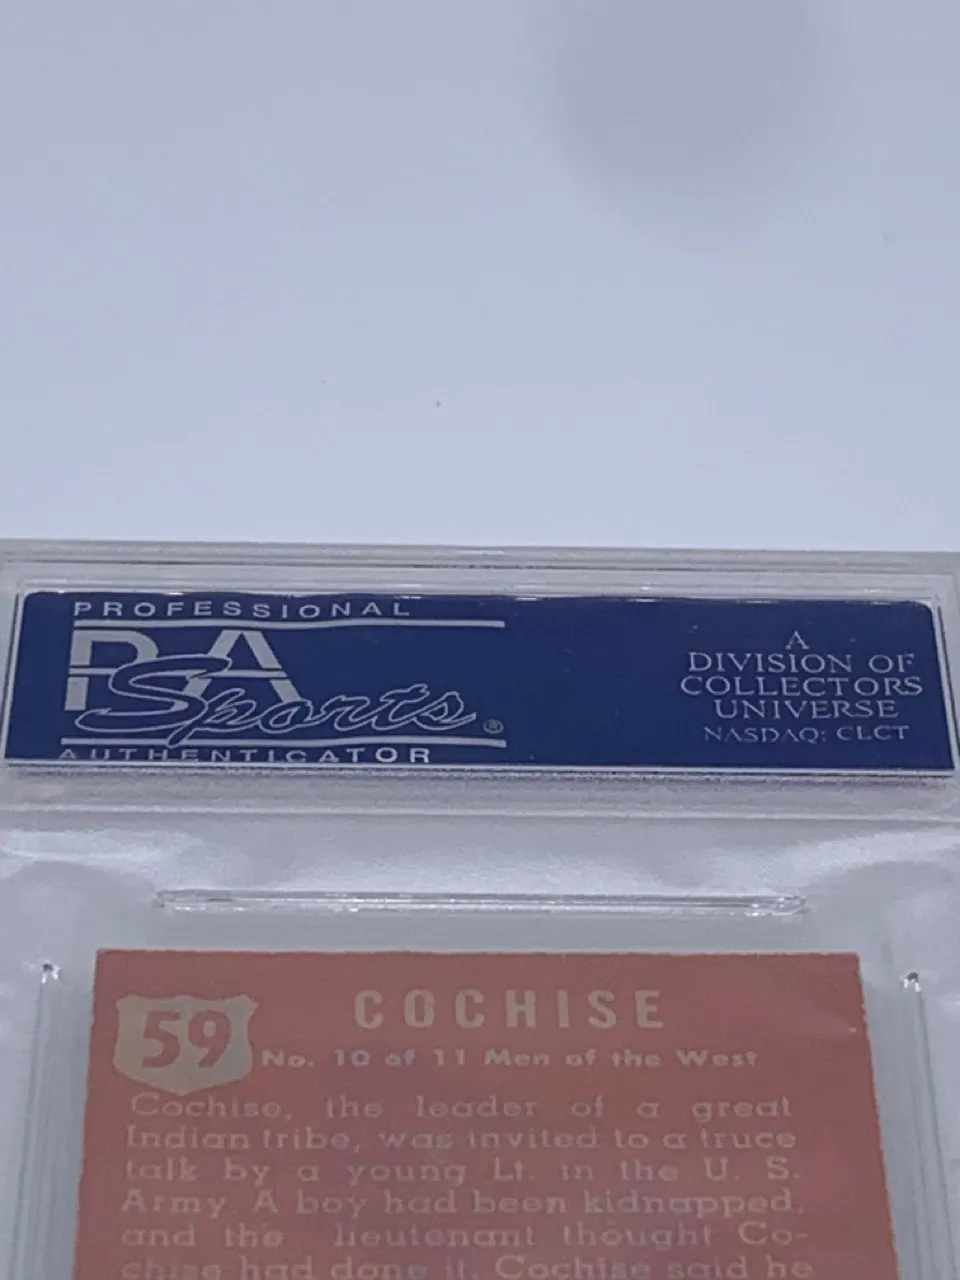 PROFESSIONAL
PSA
Sports®
AUTHENTICATOR
A
DIVISION OF
COLLECTORS
UNIVERSE
NASDAQ: CLCT
59
COCHISE
No. 10 of 11 Men of the West
Cochise, the leader of a great
Indian tribe, was invited to a truce
talk by a young Lt. in the U. S.
Army. A boy had been kidnapped,
and the lieutenant thought Co-
chise had done it. Cochise said he